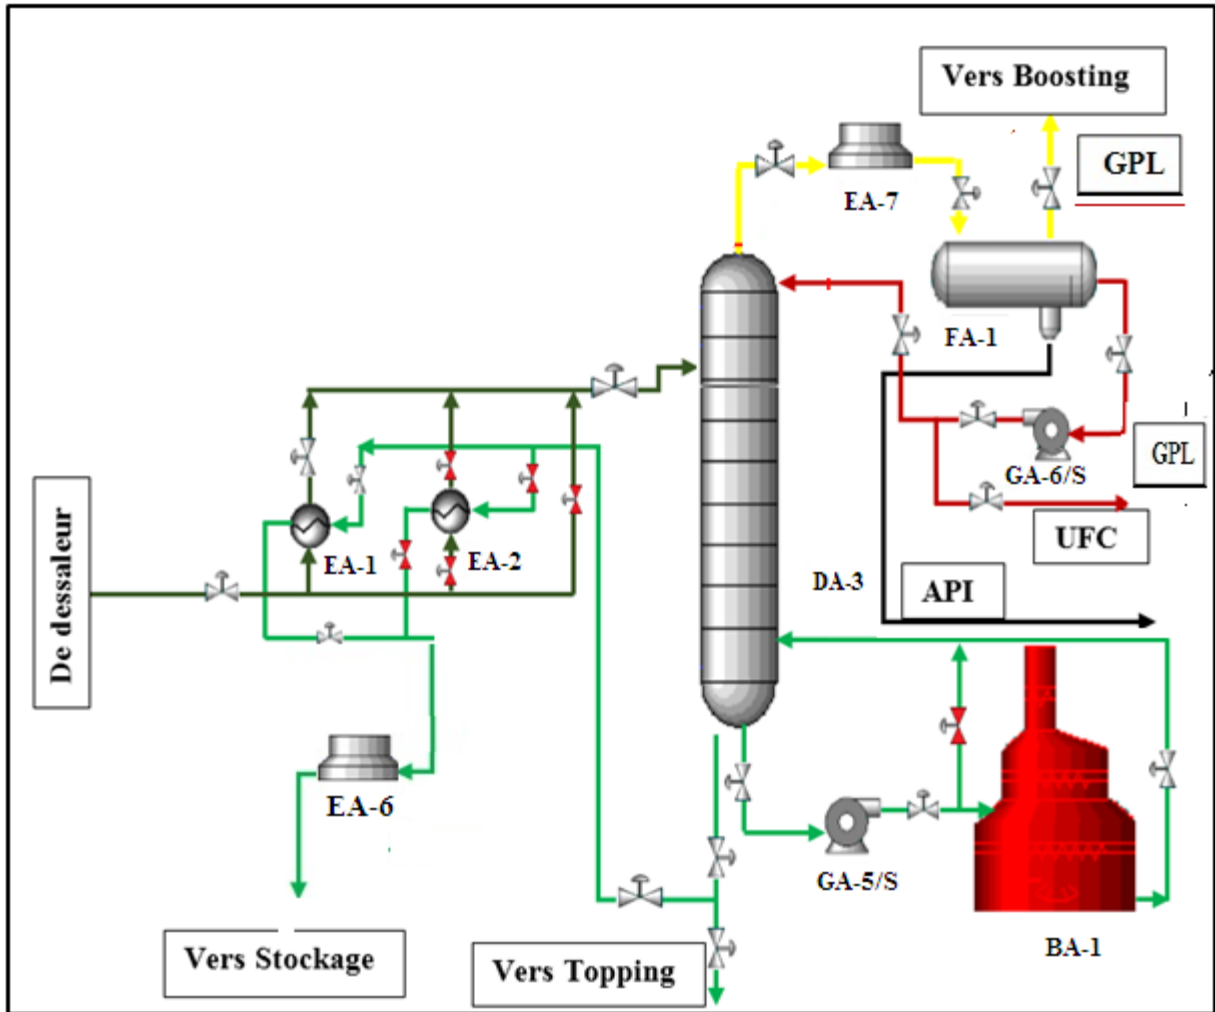 Vers Boosting
GPL
EA-7
FA-1
GA-6/S
GPL
UFC
EA-1
EA-2
DA-3
API
De dessaleur
EA-6
GA-5/S
BA-1
Vers Stockage
Vers Topping